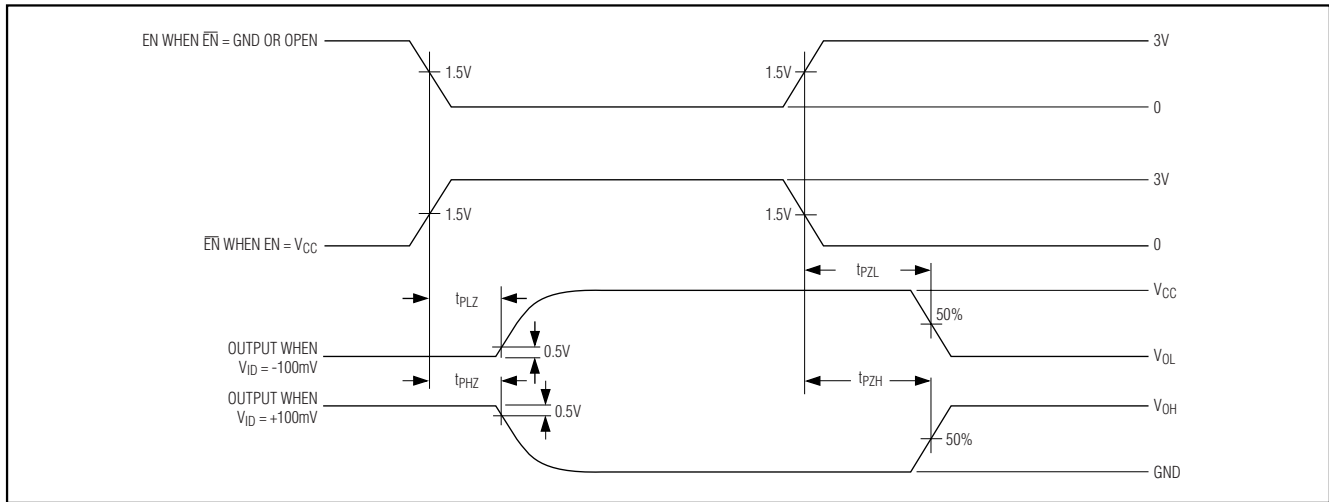 EN WHEN E̅N̅ = GND OR OPEN
3V
1.5V
1.5V
0
3V
1.5V
1.5V
E̅N̅ WHEN EN = VCC
0
tPZL
tPLZ
VCC
50%
OUTPUT WHEN
VID = -100mV
0.5V
VOL
tPHZ
tPZH
OUTPUT WHEN
VID = +100mV
0.5V
VOH
50%
GND